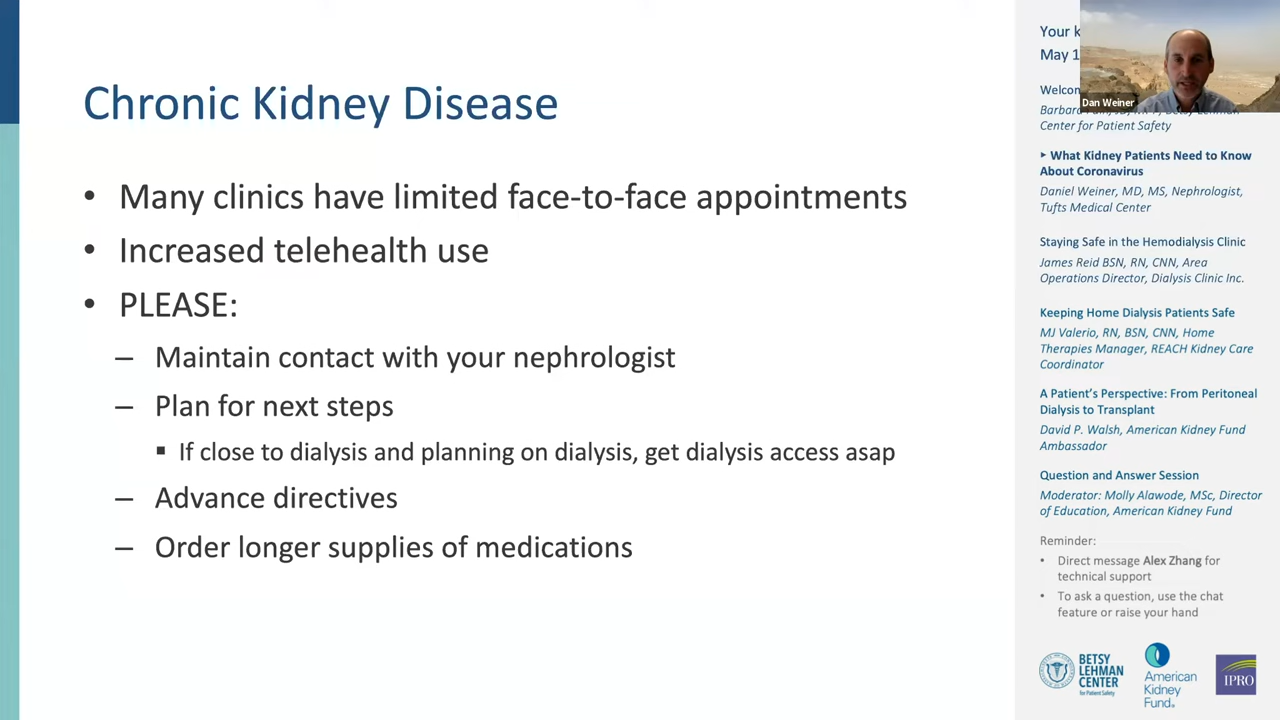 Chronic Kidney Disease
• Many clinics have limited face-to-face appointments
• Increased telehealth use
• PLEASE:
– Maintain contact with your nephrologist
– Plan for next steps
▪ If close to dialysis and planning on dialysis, get dialysis access asap
– Advance directives
– Order longer supplies of medications
Your k
May 1
Dan Weiner
Welcom
Center for Patient Safety
‣ What Kidney Patients Need to Know
About Coronavirus
Daniel Weiner, MD, MS, Nephrologist,
Tufts Medical Center
Staying Safe in the Hemodialysis Clinic
James Reid BSN, RN, CNN, Area
Operations Director, Dialysis Clinic Inc.
Keeping Home Dialysis Patients Safe
MJ Valerio, RN, BSN, CNN, Home
Therapies Manager, REACH Kidney Care
Coordinator
A Patient's Perspective: From Peritoneal
Dialysis to Transplant
David P. Walsh, American Kidney Fund
Ambassador
Question and Answer Session
Moderator: Molly Alawode, MSc, Director
of Education, American Kidney Fund
Reminder:
• Direct message Alex Zhang for
technical support
• To ask a question, use the chat
feature or raise your hand
BETSY
LEHMAN
CENTER
for Patient Safety
American
Kidney
Fund®
IPRO